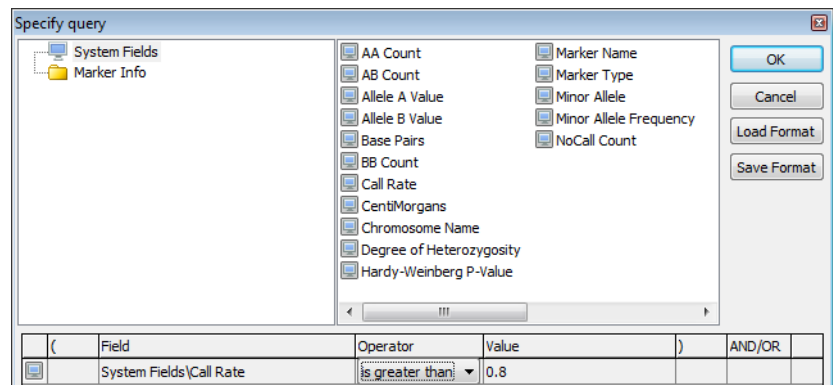 Specify query
System Fields
Marker Info
AA Count
AB Count
Allele A Value
Allele B Value
Base Pairs
BB Count
Call Rate
CentiMorgans
Chromosome Name
Degree of Heterozygosity
Hardy-Weinberg P-Value
Marker Name
Marker Type
Minor Allele
Minor Allele Frequency
NoCall Count
OK
Cancel
Load Format
Save Format
( Field Operator Value ) AND/OR
System Fields\Call Rate is greater than 0.8